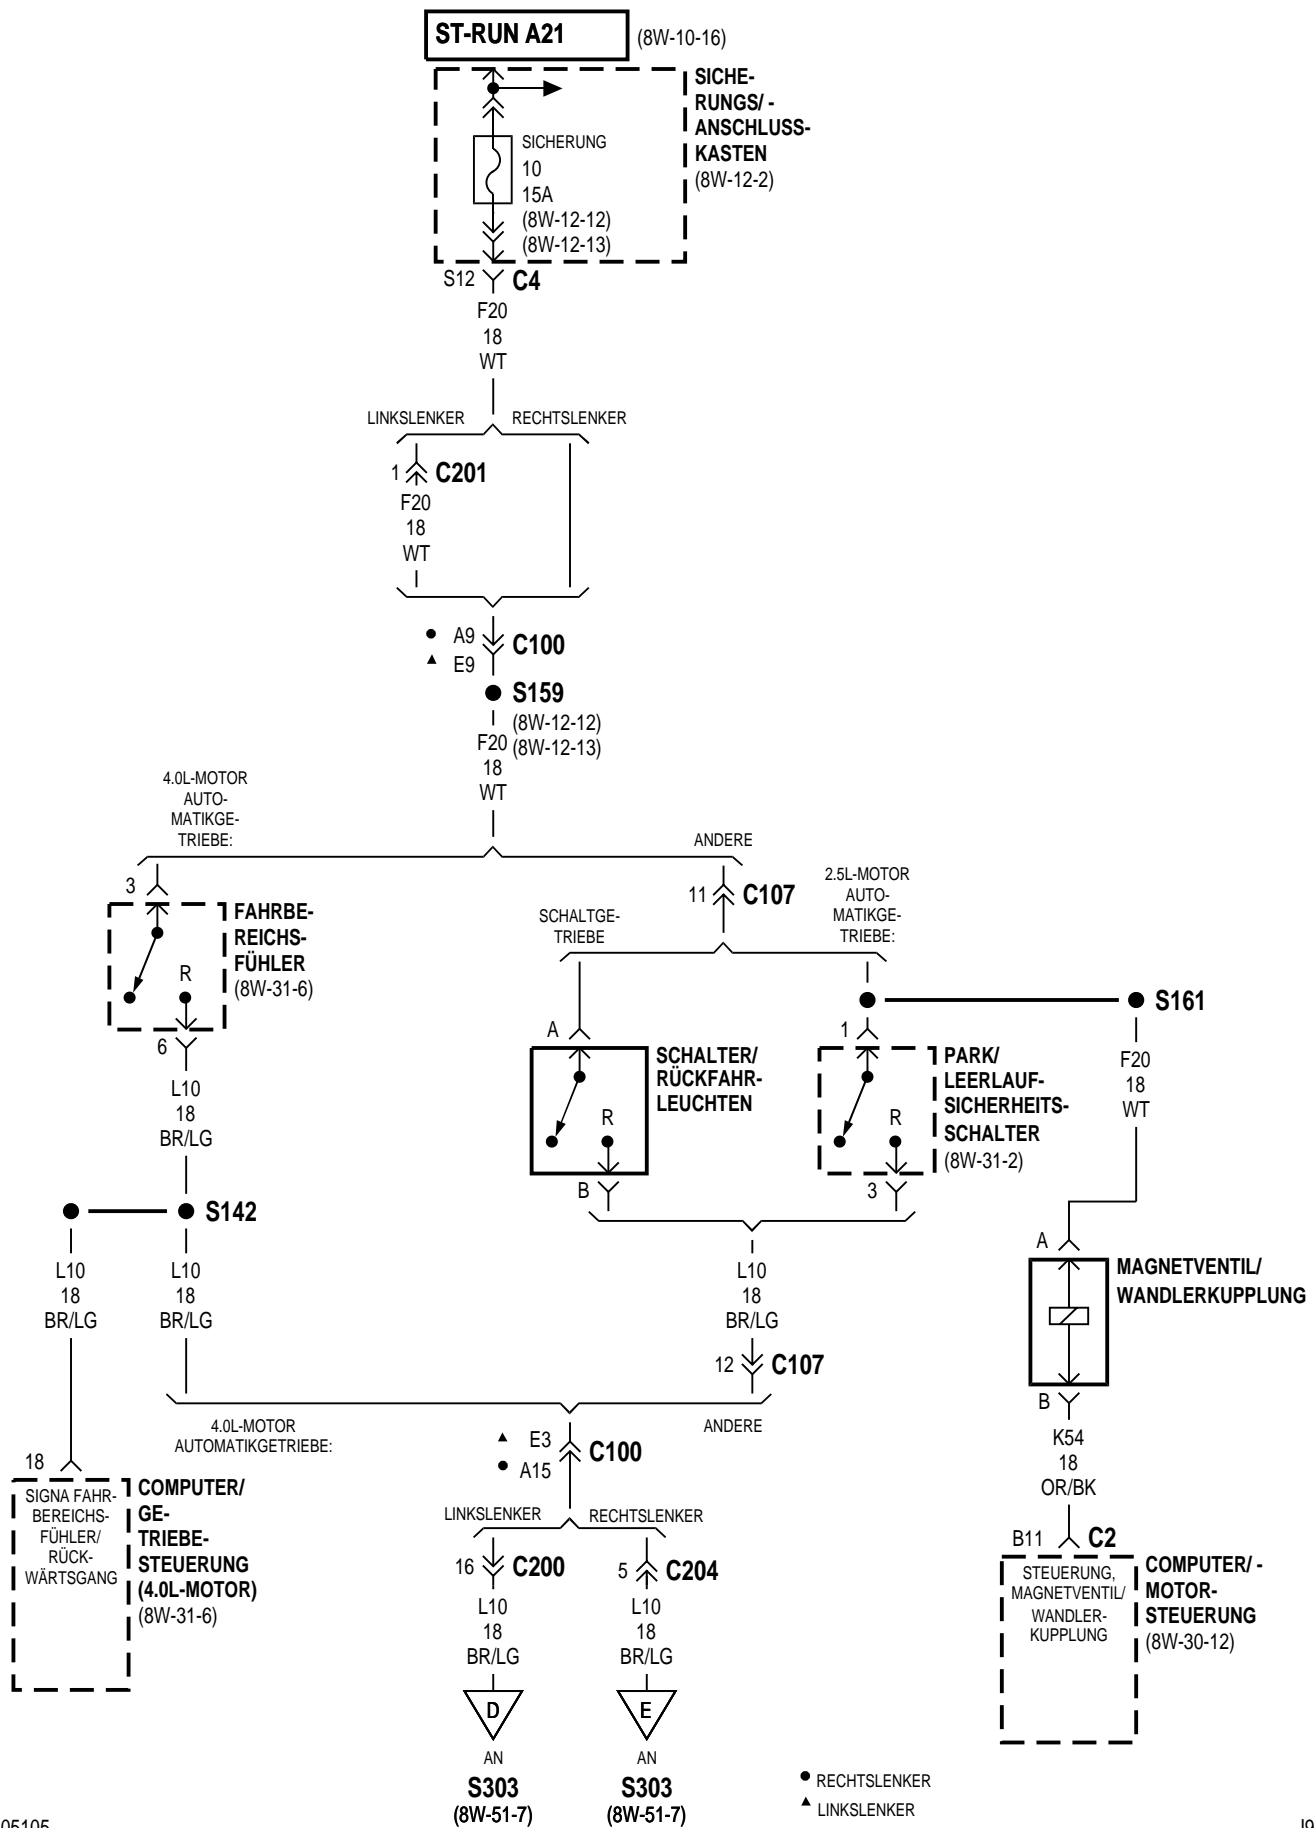 ST-RUN A21
(8W-10-16)
SICHE-
RUNGS/ -
ANSCHLUSS-
KASTEN
(8W-12-2)
SICHERUNG
10
15A
(8W-12-12)
(8W-12-13)
S12
C4
F20
18
WT
LINKSLENKER
RECHTSLENKER
1
C201
F20
18
WT
● A9
▲ E9
C100
S159
(8W-12-12)
(8W-12-13)
F20
18
WT
4.0L-MOTOR
AUTO-
MATIKGE-
TRIEBE:
ANDERE
3
FAHRBE-
REICHS-
FÜHLER
(8W-31-6)
R
6
L10
18
BR/LG
11
C107
SCHALTGE-
TRIEBE
2.5L-MOTOR
AUTO-
MATIKGE-
TRIEBE:
S161
A
SCHALTER/
RÜCKFAHR-
LEUCHTEN
R
B
1
PARK/
LEERLAUF-
SICHERHEITS-
SCHALTER
(8W-31-2)
R
3
F20
18
WT
S142
L10
18
BR/LG
L10
18
BR/LG
L10
18
BR/LG
12
C107
A
MAGNETVENTIL/
WANDLERKUPPLUNG
B
K54
18
OR/BK
4.0L-MOTOR
AUTOMATIKGETRIEBE:
ANDERE
▲ E3
● A15
C100
18
SIGNA FAHR-
BEREICHS-
FÜHLER/
RÜCK-
WÄRTSGANG
COMPUTER/
GE-
TRIEBE-
STEUERUNG
(4.0L-MOTOR)
(8W-31-6)
LINKSLENKER
RECHTSLENKER
16
C200
5
C204
L10
18
BR/LG
L10
18
BR/LG
D
E
AN
AN
S303
S303
(8W-51-7)
(8W-51-7)
B11
C2
STEUERUNG,
MAGNETVENTIL/
WANDLER-
KUPPLUNG
COMPUTER/ -
MOTOR-
STEUERUNG
(8W-30-12)
● RECHTSLENKER
▲ LINKSLENKER